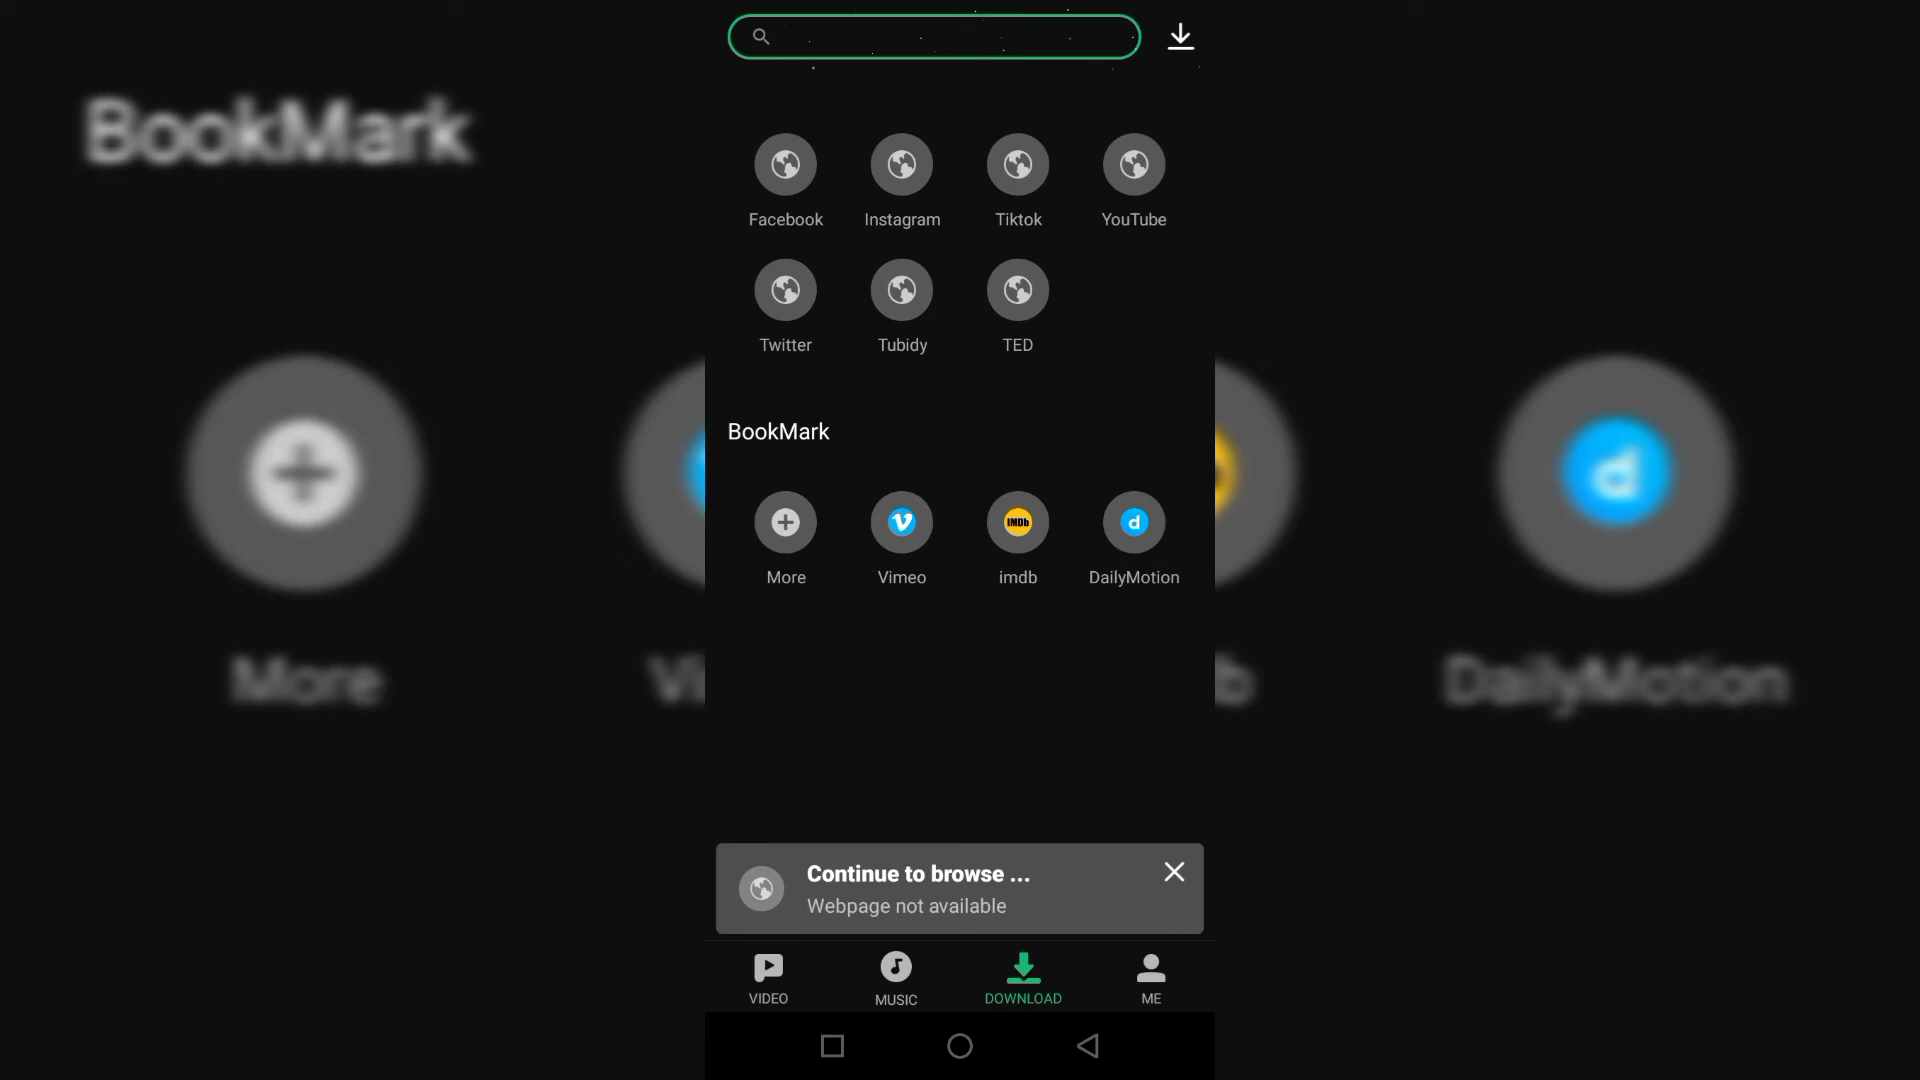 BookMark
Facebook Instagram Tiktok YouTube
Twitter Tubidy TED
BookMark
IMDb d
More Vimeo imdb DailyMotion
d
More Vi b DailyMotion
Continue to browse ...
Webpage not available
VIDEO MUSIC DOWNLOAD ME